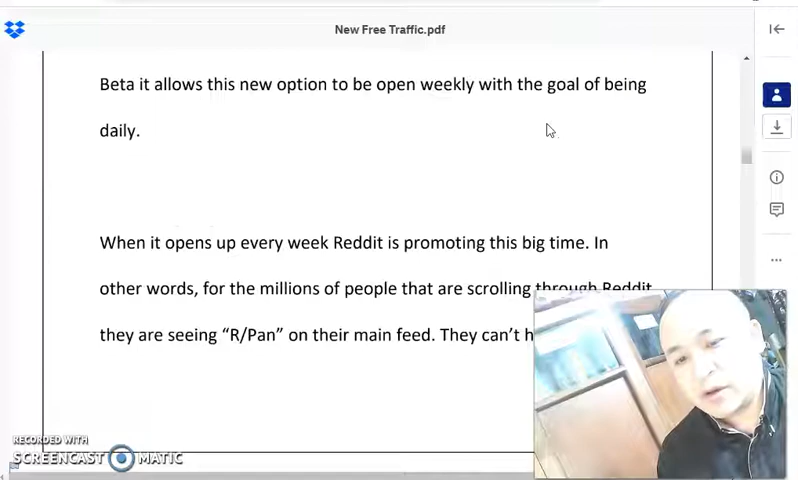 New Free Traffic.pdf
Beta it allows this new option to be open weekly with the goal of being
daily.
When it opens up every week Reddit is promoting this big time. In
other words, for the millions of people that are scrolling through Reddit
they are seeing “R/Pan” on their main feed. They can’t
RECORDED WITH
SCREENCAST MATIC